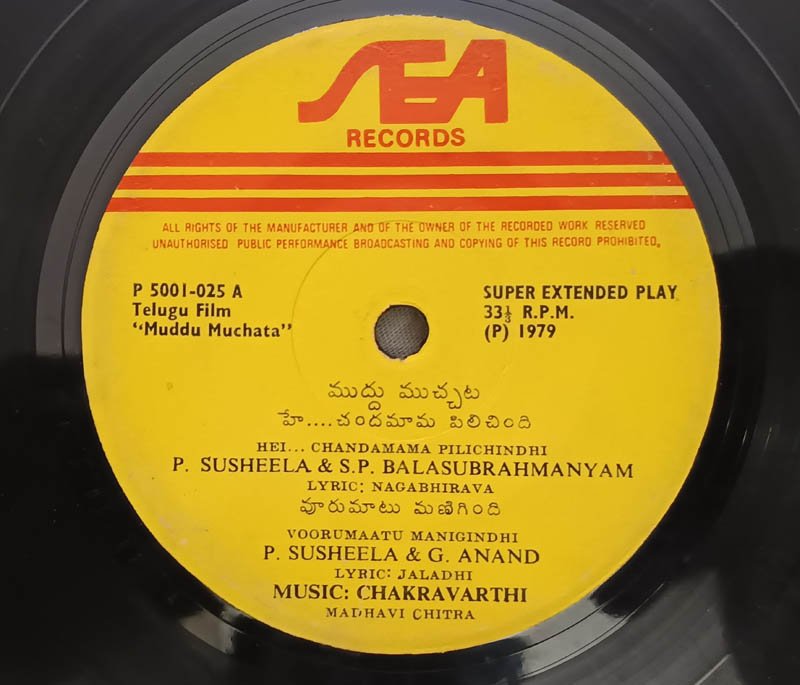 SEA
RECORDS
ALL RIGHTS OF THE MANUFACTURER AND OF THE OWNER OF THE RECORDED WORK RESERVED
UNAUTHORISED PUBLIC PERFORMANCE BROADCASTING AND COPYING OF THIS RECORD PROHIBITED.
P 5001-025 A
Telugu Film
"Muddu Muchata"
SUPER EXTENDED PLAY
33⅓ R.P.M.
(P) 1979
ముద్దు ముచ్చట
హే....చందమామ పిలిచింది
HEI... CHANDAMAMA PILICHINDHI
P. SUSHEELA & S.P. BALASUBRAHMANYAM
LYRIC: NAGABHIRAVA
వూరుమాటు మణిగింది
VOORUMAATU MANIGINDHI
P. SUSHEELA & G. ANAND
LYRIC: JALADHI
MUSIC: CHAKRAVARTHI
MADHAVI CHITRA